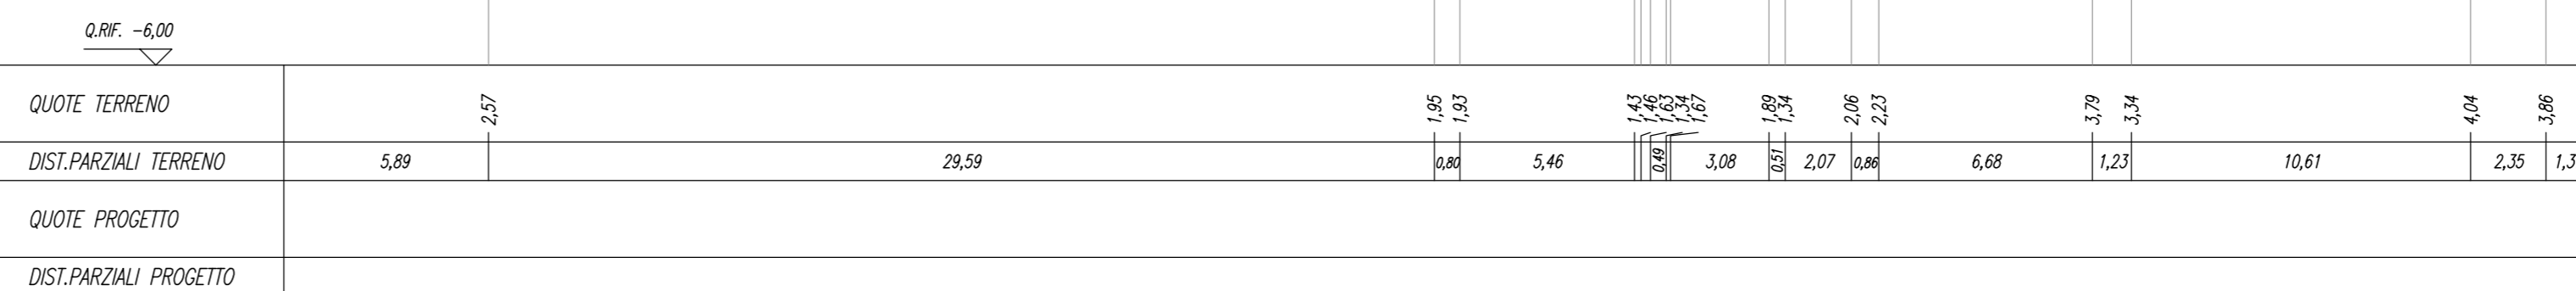 Q.RIF. -6,00
QUOTE TERRENO 2,57 1,95 1,93 1,43 1,46 1,63 1,34 1,67 1,89 1,34 2,06 2,23 3,79 3,34 4,04 3,86
DIST.PARZIALI TERRENO 5,89 29,59 0,80 5,46 0,49 3,08 0,51 2,07 0,86 6,68 1,23 10,61 2,35 1,3
QUOTE PROGETTO
DIST.PARZIALI PROGETTO